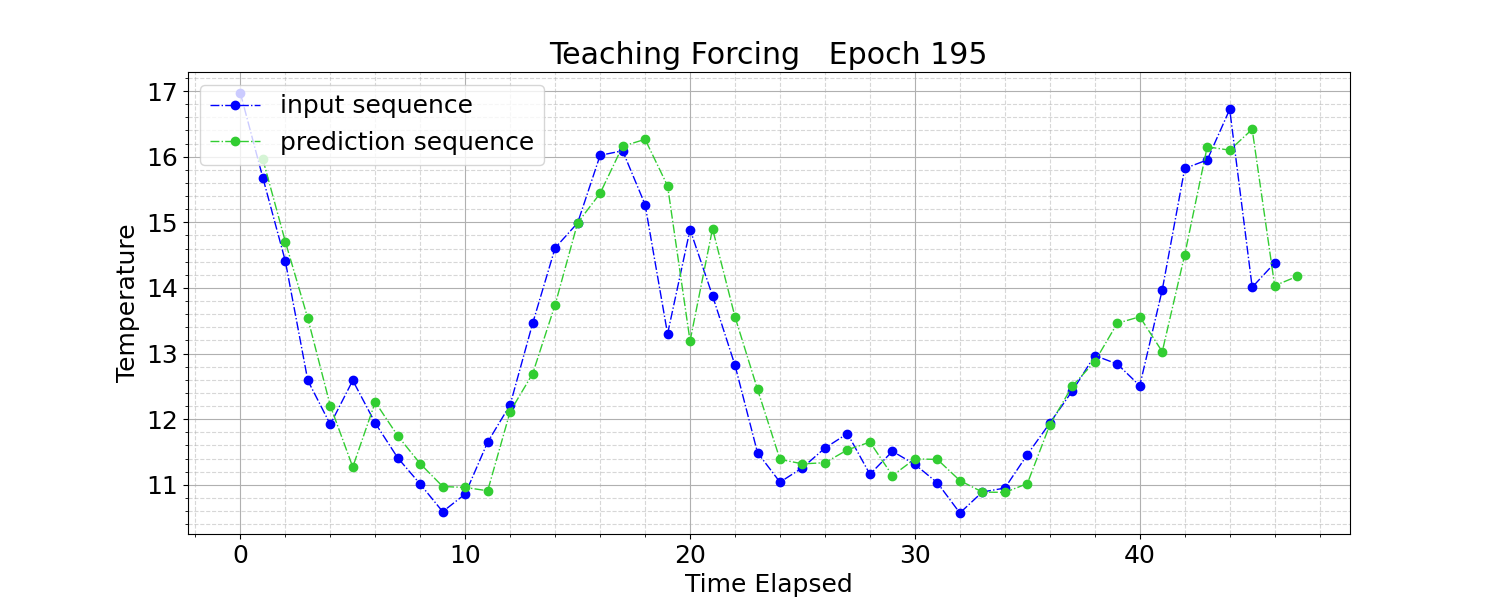 Teaching Forcing   Epoch 195
input sequence
prediction sequence
17
16
15
14
13
12
11
Temperature
0 10 20 30 40
Time Elapsed